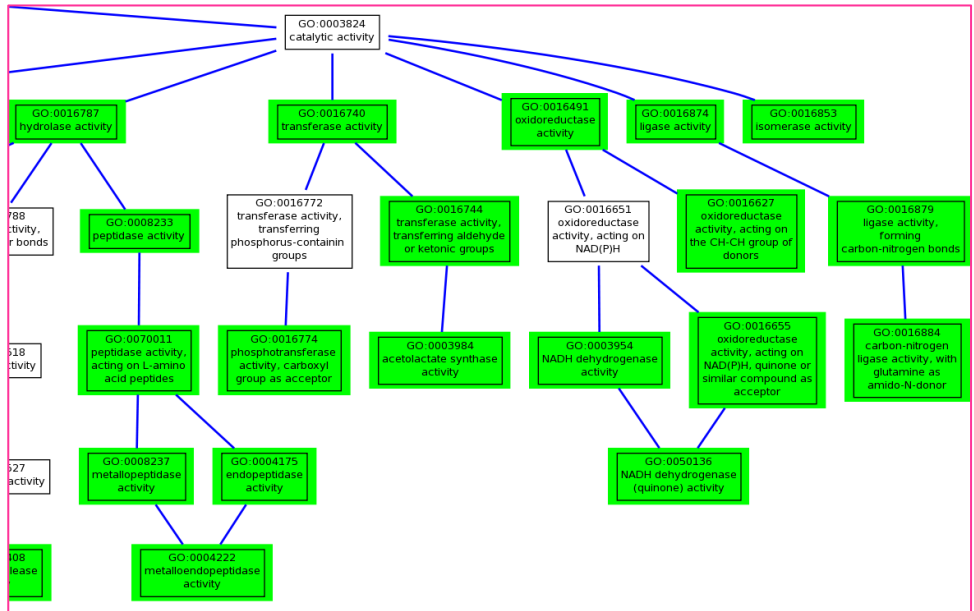 GO:0003824
catalytic activity
GO:0016787
hydrolase activity
GO:0016740
transferase activity
GO:0016491
oxidoreductase
activity
GO:0016874
ligase activity
GO:0016853
isomerase activity
788
ctivity,
r bonds
GO:0008233
peptidase activity
GO:0016772
transferase activity,
transferring
phosphorus-containin
groups
GO:0016744
transferase activity,
transferring aldehyde
or ketonic groups
GO:0016651
oxidoreductase
activity, acting on
NAD(P)H
GO:0016627
oxidoreductase
activity, acting on
the CH-CH group of
donors
GO:0016879
ligase activity,
forming
carbon-nitrogen bonds
518
ctivity
GO:0070011
peptidase activity,
acting on L-amino
acid peptides
GO:0016774
phosphotransferase
activity, carboxyl
group as acceptor
GO:0003984
acetolactate synthase
activity
GO:0003954
NADH dehydrogenase
activity
GO:0016655
oxidoreductase
activity, acting on
NAD(P)H, quinone or
similar compound as
acceptor
GO:0016884
carbon-nitrogen
ligase activity, with
glutamine as
amido-N-donor
527
activity
GO:0008237
metallopeptidase
activity
GO:0004175
endopeptidase
activity
GO:0050136
NADH dehydrogenase
(quinone) activity
408
lease
GO:0004222
metalloendopeptidase
activity